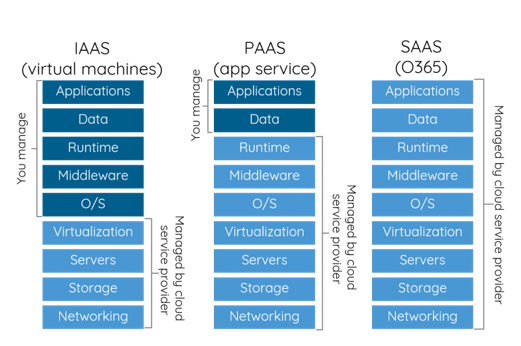 IAAS
(virtual machines)
Applications
Data
Runtime
Middleware
O/S
Virtualization
Servers
Storage
Networking
You manage
Managed by cloud
service provider
PAAS
(app service)
Applications
Data
Runtime
Middleware
O/S
Virtualization
Servers
Storage
Networking
You manage
Managed by cloud
service provider
SAAS
(O365)
Applications
Data
Runtime
Middleware
O/S
Virtualization
Servers
Storage
Networking
Managed by cloud service provider